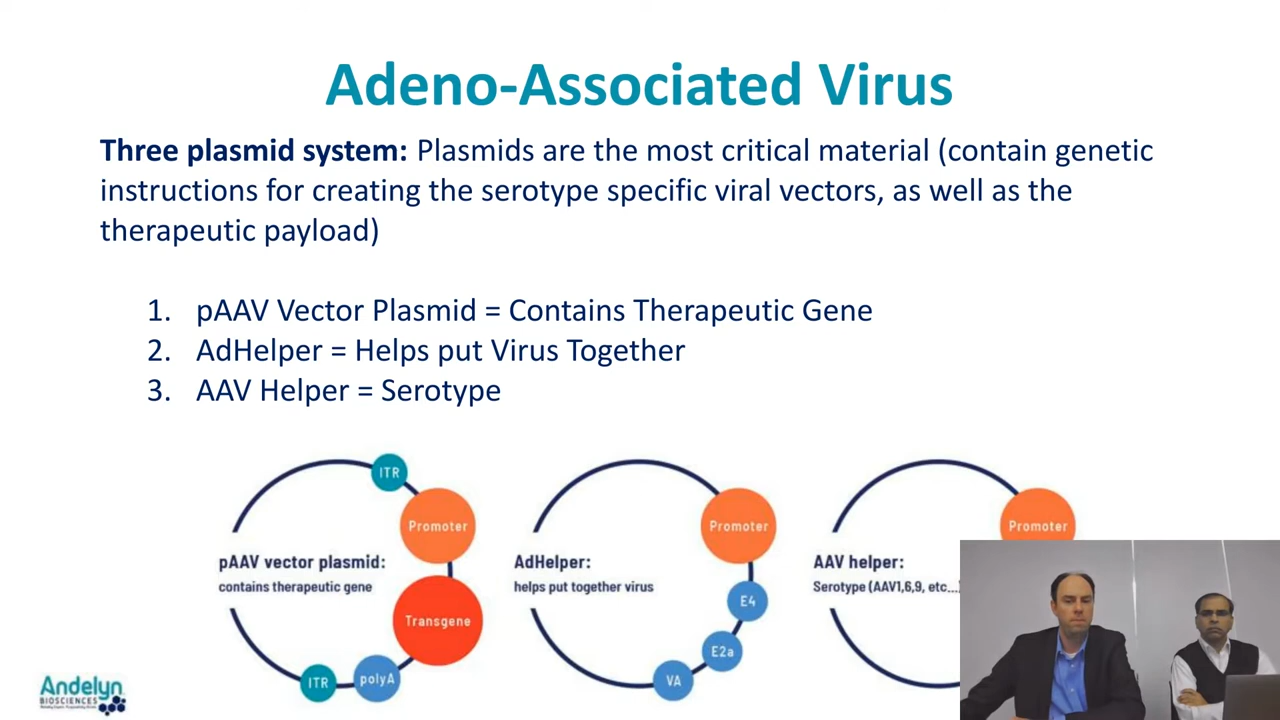 Adeno-Associated Virus
Three plasmid system: Plasmids are the most critical material (contain genetic
instructions for creating the serotype specific viral vectors, as well as the
therapeutic payload)
1. pAAV Vector Plasmid = Contains Therapeutic Gene
2. AdHelper = Helps put Virus Together
3. AAV Helper = Serotype
ITR
Promoter
pAAV vector plasmid:
contains therapeutic gene
Transgene
polyA
ITR
Promoter
AdHelper:
helps put together virus
E4
E2a
VA
Promoter
AAV helper:
Serotype (AAV1,6,9, etc...)
Andelyn
BIOSCIENCES